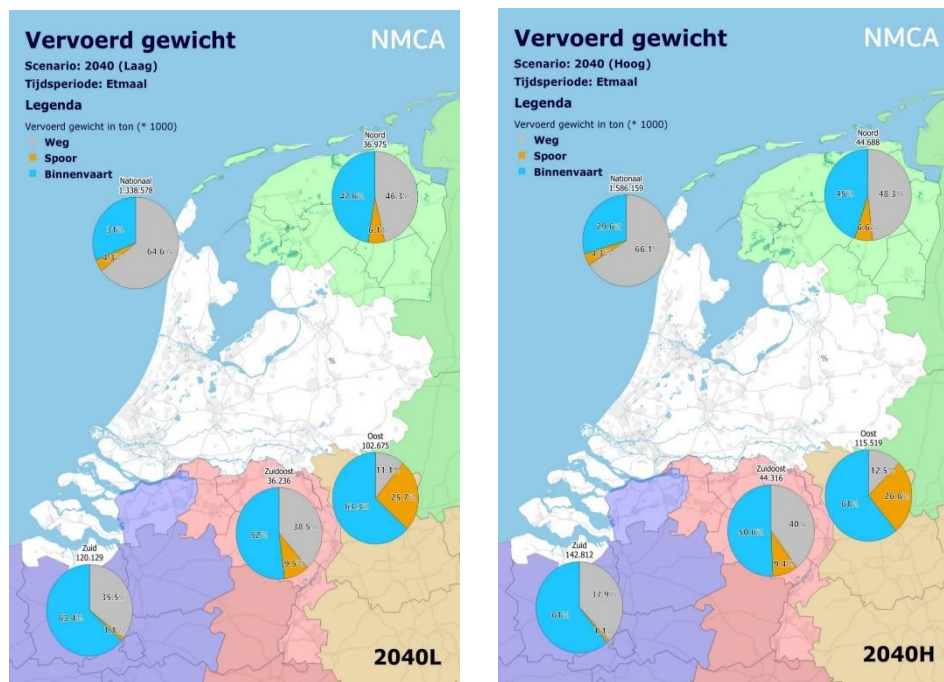 Vervoerd gewicht
NMCA
Scenario: 2040 (Laag)
Tijdsperiode: Etmaal
Legenda
Vervoerd gewicht in ton (* 1000)
Weg
Spoor
Binnenvaart
Noord
36.975
47.6%
46.3%
6.1%
Nationaal
1.338.578
31%
64.6%
4.3%
%
Oost
102.675
11.1%
25.7%
63.3%
Zuidoost
36.236
38.5%
52%
9.5%
Zuid
120.129
35.5%
63.4%
1.1%
2040L
Vervoerd gewicht
NMCA
Scenario: 2040 (Hoog)
Tijdsperiode: Etmaal
Legenda
Vervoerd gewicht in ton (* 1000)
Weg
Spoor
Binnenvaart
Noord
44.688
45%
48.3%
6.6%
Nationaal
1.586.159
29.6%
66.1%
4.3%
%
Oost
115.519
12.5%
26.6%
61%
Zuidoost
44.316
40%
50.6%
9.4%
Zuid
142.812
37.9%
61%
1.1%
2040H